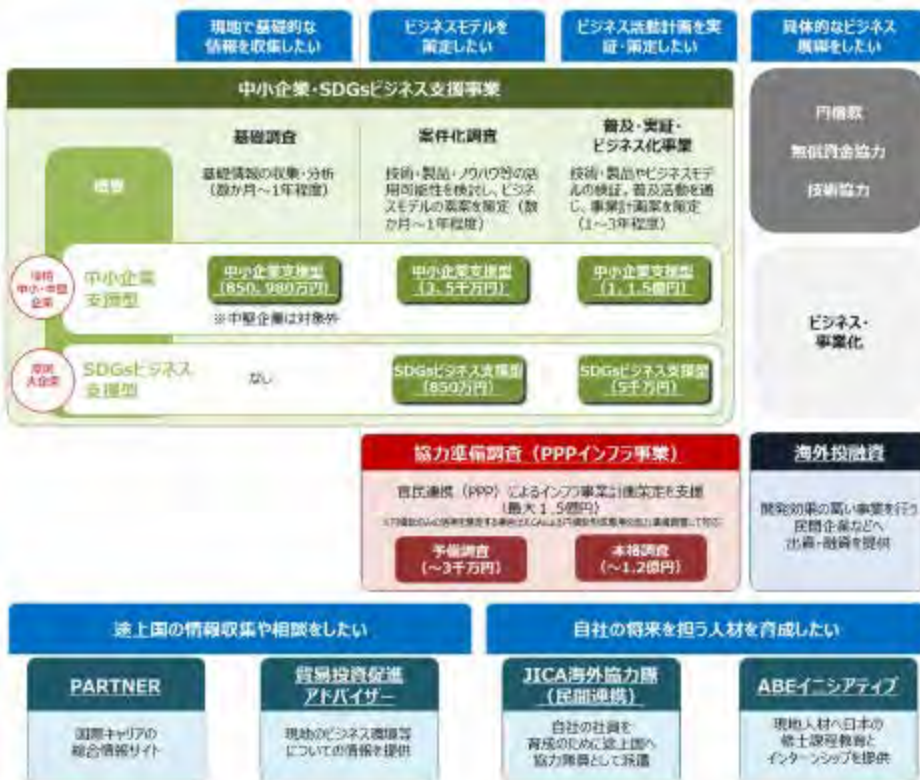 現地で基礎的な
情報を収集したい
ビジネスモデルを
策定したい
ビジネス活動計画を実
証・策定したい
具体的なビジネス
展開をしたい
中小企業・SDGsビジネス支援事業
概要
基礎調査
基礎情報の収集・分析
(数か月～1年程度)
案件化調査
技術・製品・ノウハウ等の活
用可能性を検討し、ビジネ
スモデルの素案を策定(数
か月～1年程度)
普及・実証・
ビジネス化事業
技術・製品やビジネスモデ
ルの検証。普及活動を通
じ、事業計画案を策定
(1～3年程度)
円借款
無償資金協力
技術協力
中小・中堅
企業
中小企業
支援型
中小企業支援型
(850、980万円)
※中堅企業は対象外
中小企業支援型
(3、5千万円)
中小企業支援型
(1、1.5億円)
ビジネス・
事業化
大企業
SDGsビジネス
支援型
なし
SDGsビジネス支援型
(850万円)
SDGsビジネス支援型
(5千万円)
協力準備調査(PPPインフラ事業)
官民連携(PPP)によるインフラ事業計画策定を支援
(最大1.5億円)
予備調査
(～3千万円)
本格調査
(～1.2億円)
海外投融資
開発効果の高い事業を行う
民間企業などへ
出資・融資を提供
途上国の情報収集や相談をしたい
自社の将来を担う人材を育成したい
PARTNER
国際キャリアの
総合情報サイト
貿易投資促進
アドバイザー
現地のビジネス環境等
についての情報を提供
JICA海外協力隊
(民間連携)
自社の社員を
育成のために途上国へ
協力隊員として派遣
ABEイニシアティブ
現地人材へ日本の
修士課程教育と
インターンシップを提供